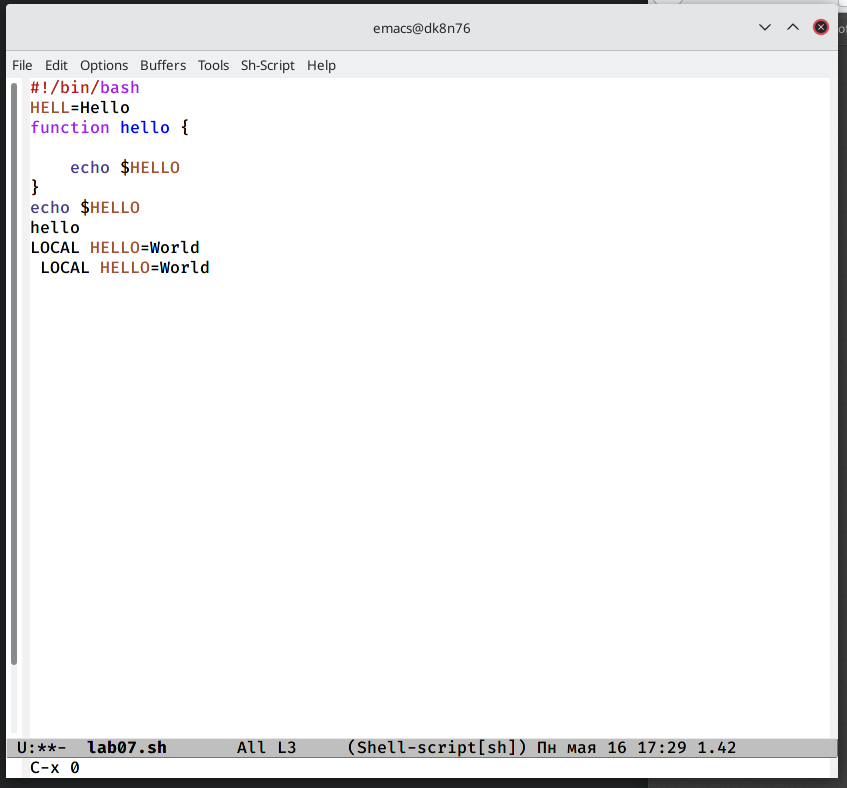 emacs@dk8n76
File Edit Options Buffers Tools Sh-Script Help
#!/bin/bash
HELL=Hello
function hello {
    echo $HELLO
}
echo $HELLO
hello
LOCAL HELLO=World
 LOCAL HELLO=World
U:**-  lab07.sh       All L3     (Shell-script[sh]) Пн мая 16 17:29 1.42
C-x 0